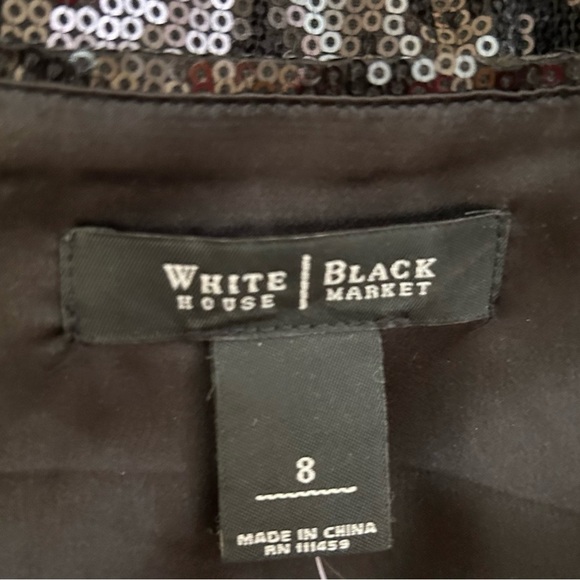 WHITE | BLACK
HOUSE | MARKET
8
MADE IN CHINA
RN 111459